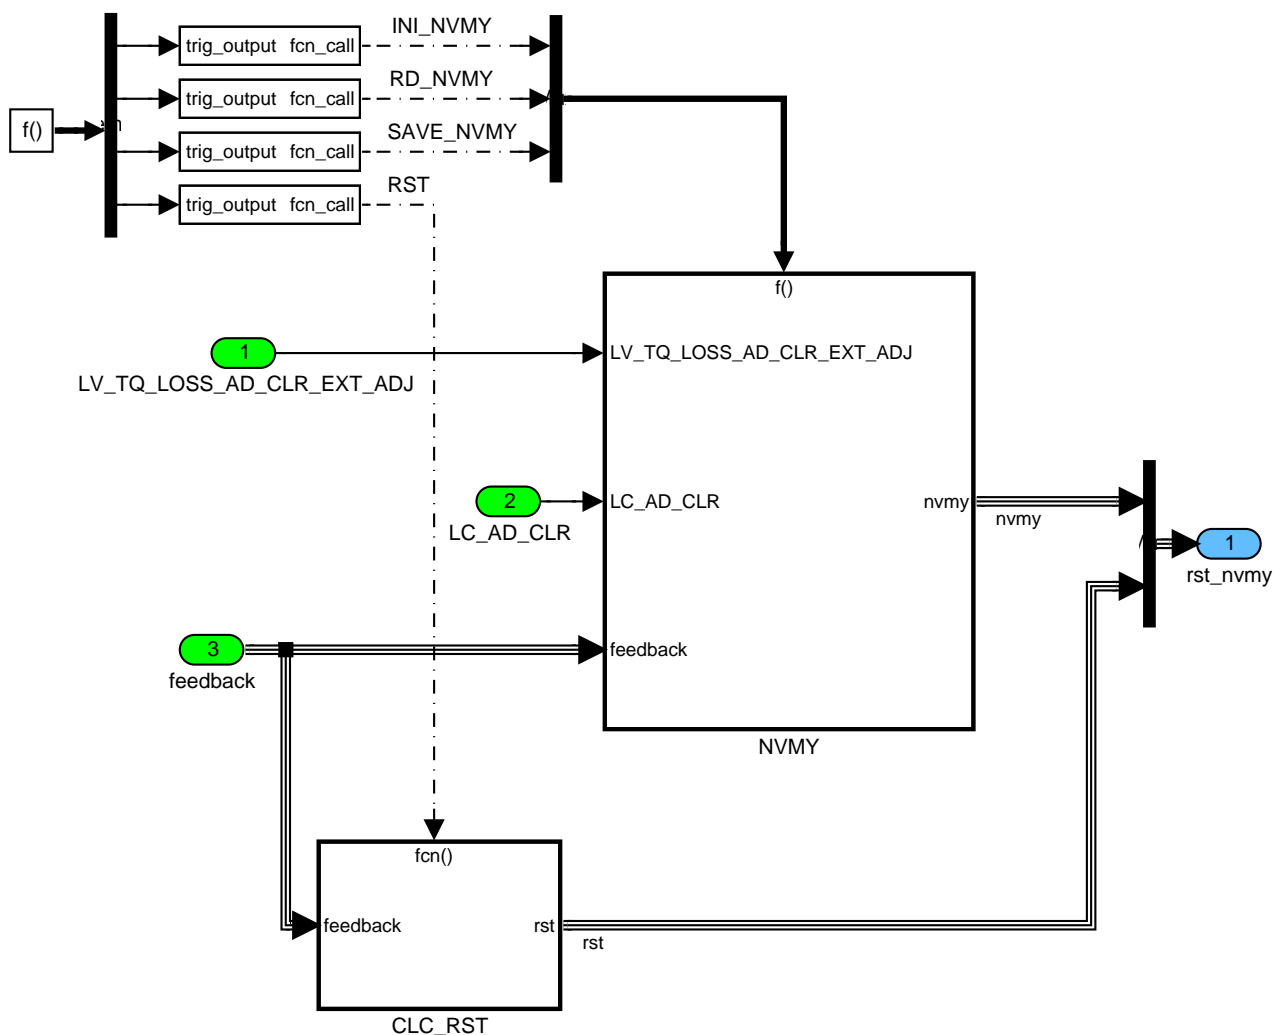 INI_NVMY
trig_output fcn_call
RD_NVMY
trig_output fcn_call
f()
SAVE_NVMY
trig_output fcn_call
RST
trig_output fcn_call
f()
1
LV_TQ_LOSS_AD_CLR_EXT_ADJ
LV_TQ_LOSS_AD_CLR_EXT_ADJ
2
LC_AD_CLR
LC_AD_CLR
nvmy
nvmy
1
rst_nvmy
3
feedback
feedback
NVMY
fcn()
feedback
rst
rst
CLC_RST